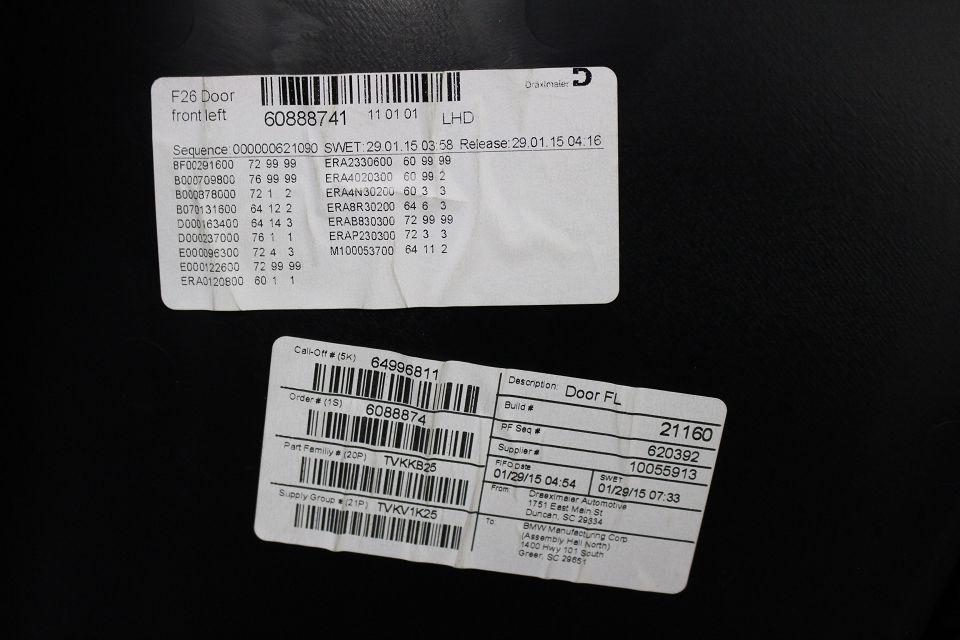 F26 Door
front left
60888741 11 01 01 LHD
Dräxlmaier
Sequence: 000000621090 SWET: 29.01.15 03:58 Release: 29.01.15 04:16
BF00291600 72 99 99 ERA2330600 60 99 99
B000709800 76 99 99 ERA4020300 60 99 2
B000878000 72 1 2 ERA4N30200 60 3 3
B070131600 64 12 2 ERA8R30200 64 6 3
D000163400 64 14 3 ERAB830300 72 99 99
D000237000 76 1 1 ERAP230300 72 3 3
E000096300 72 4 3 M100053700 64 11 2
E000122600 72 99 99
ERA0120800 60 1 1
Call-Off # (5K) 64996811
Order # (1S) 6088874
Part Family # (20P) TVKKB25
Supply Group # (21P) TVKV1K25
Description: Door FL
Build # 21160
PF Seq # 620392
Supplier # 10055913
FIFO Date 01/29/15 04:54
SWET 01/29/15 07:33
From: Draexlmaier Automotive
1751 East Main St
Duncan, SC 29334
To: BMW Manufacturing Corp
(Assembly Hall North)
1400 Hwy 101 South
Greer, SC 29651